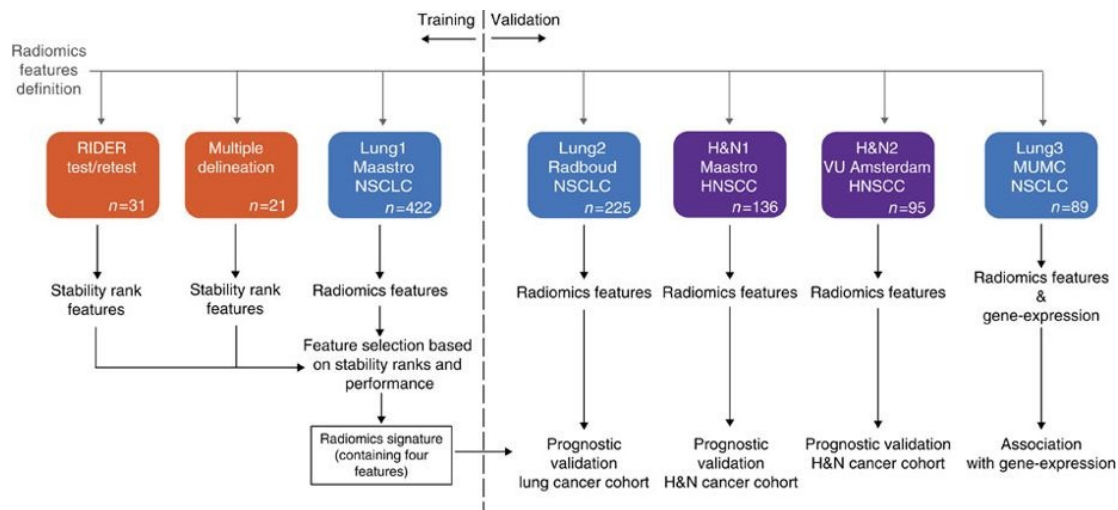 Training
Validation
Radiomics
features
definition
RIDER
test/retest
n=31
Multiple
delineation
n=21
Lung1
Maastro
NSCLC
n=422
Lung2
Radboud
NSCLC
n=225
H&N1
Maastro
HNSCC
n=136
H&N2
VU Amsterdam
HNSCC
n=95
Lung3
MUMC
NSCLC
n=89
Stability rank
features
Stability rank
features
Radiomics features
Radiomics features
Radiomics features
Radiomics features
Radiomics features
&
gene-expression
Feature selection based
on stability ranks and
performance
Radiomics signature
(containing four
features)
Prognostic
validation
lung cancer cohort
Prognostic
validation
H&N cancer cohort
Prognostic validation
H&N cancer cohort
Association
with gene-expression